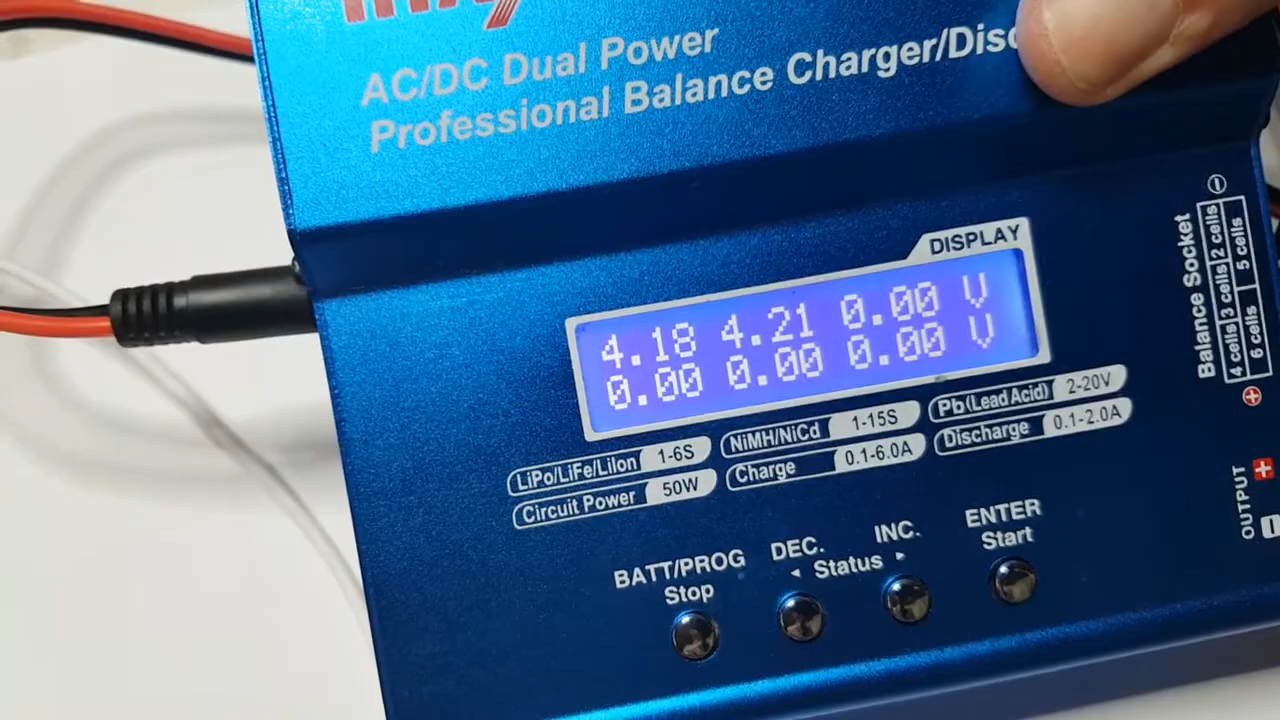 AC/DC Dual Power
Professional Balance Charger/Disc
DISPLAY
4.18 4.21 0.00 V
0.00 0.00 0.00 V
LiPo/LiFe/LiIon 1-6S
NiMH/NiCd 1-15S
Pb(Lead Acid) 2-20V
Circuit Power 50W
Charge 0.1-6.0A
Discharge 0.1-2.0A
BATT/PROG
Stop
DEC.
INC.
◂ Status ▸
ENTER
Start
Balance Socket
4 cells 3 cells 2 cells
6 cells 5 cells
OUTPUT